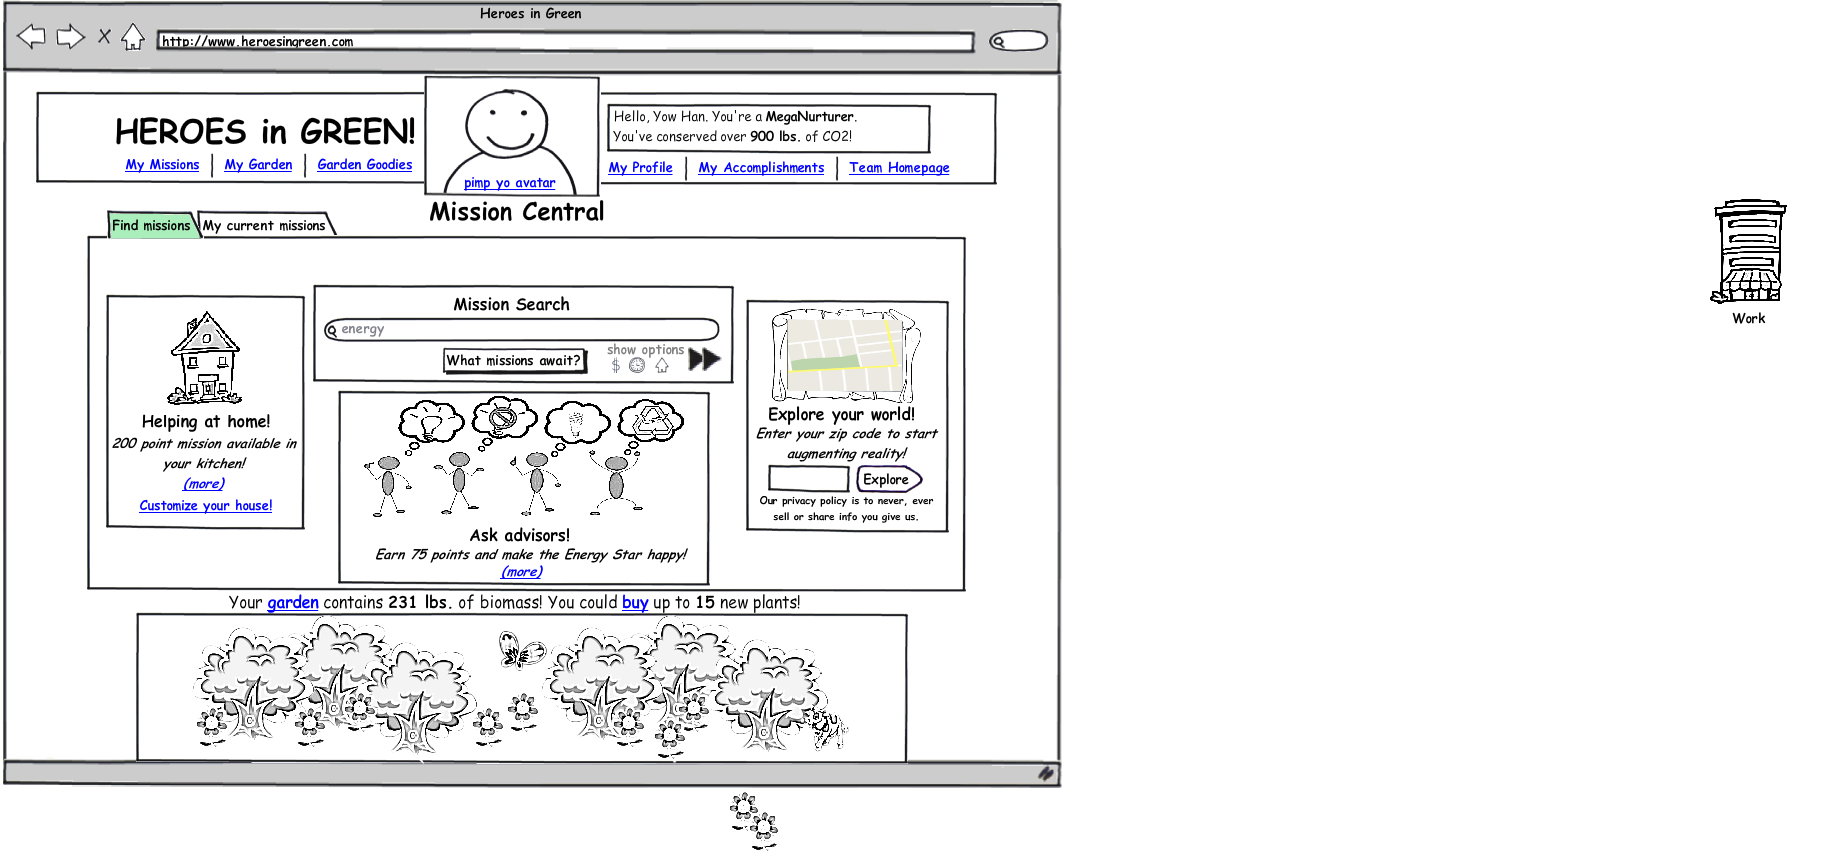 Heroes in Green
http://www.heroesingreen.com
HEROES in GREEN!
My Missions | My Garden | Garden Goodies
pimp yo avatar
Hello, Yow Han. You're a MegaNurturer.
You've conserved over 900 lbs. of CO2!
My Profile | My Accomplishments | Team Homepage
Mission Central
Find missions
My current missions
Helping at home!
200 point mission available in
your kitchen!
(more)
Customize your house!
Mission Search
energy
What missions await?
show options
$
Ask advisors!
Earn 75 points and make the Energy Star happy!
(more)
Explore your world!
Enter your zip code to start
augmenting reality!
Explore
Our privacy policy is to never, ever
sell or share info you give us.
Your garden contains 231 lbs. of biomass! You could buy up to 15 new plants!
C
C
C
C
C
C
Work